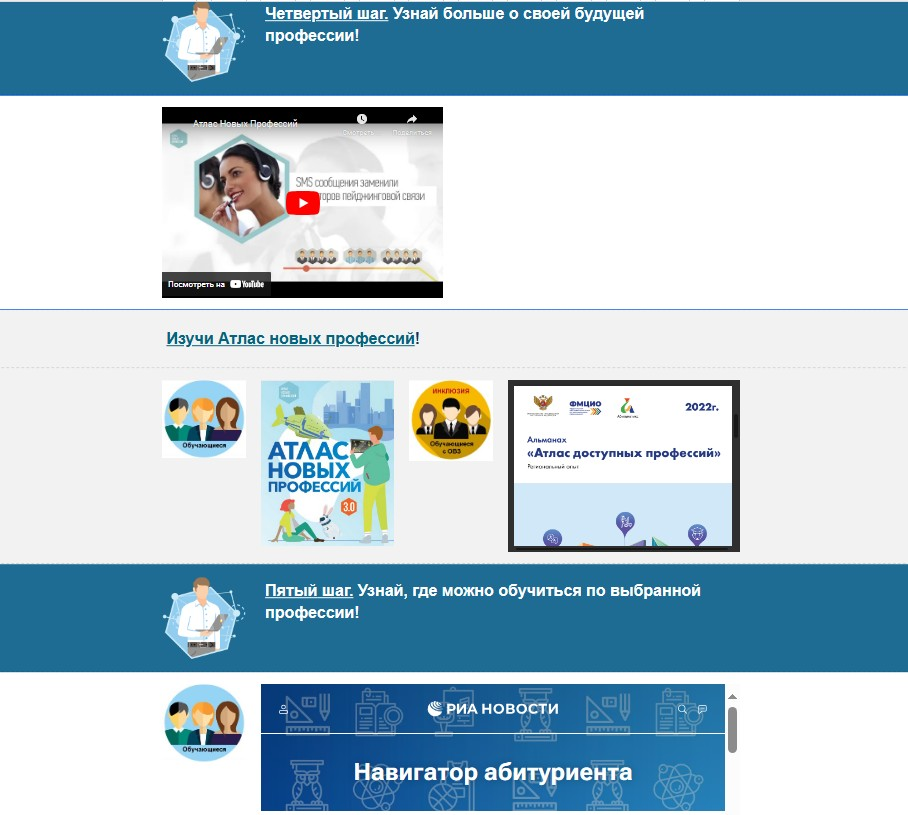 Четвертый шаг. Узнай больше о своей будущей
профессии!
Атлас Новых Профессий
Смотреть
Поделиться
SMS сообщения заменили
торов пейджинговой связи
Посмотреть на YouTube
Изучи Атлас новых профессий!
Обучающиеся
АТЛАС
НОВЫХ
ПРОФЕССИЙ
3.0
ИНКЛЮЗИЯ
Обучающиеся
с ОВЗ
ФМЦИО
2022г.
Альманах
«Атлас доступных профессий»
Региональный опыт
Пятый шаг. Узнай, где можно обучиться по выбранной
профессии!
Обучающиеся
РИА НОВОСТИ
Навигатор абитуриента